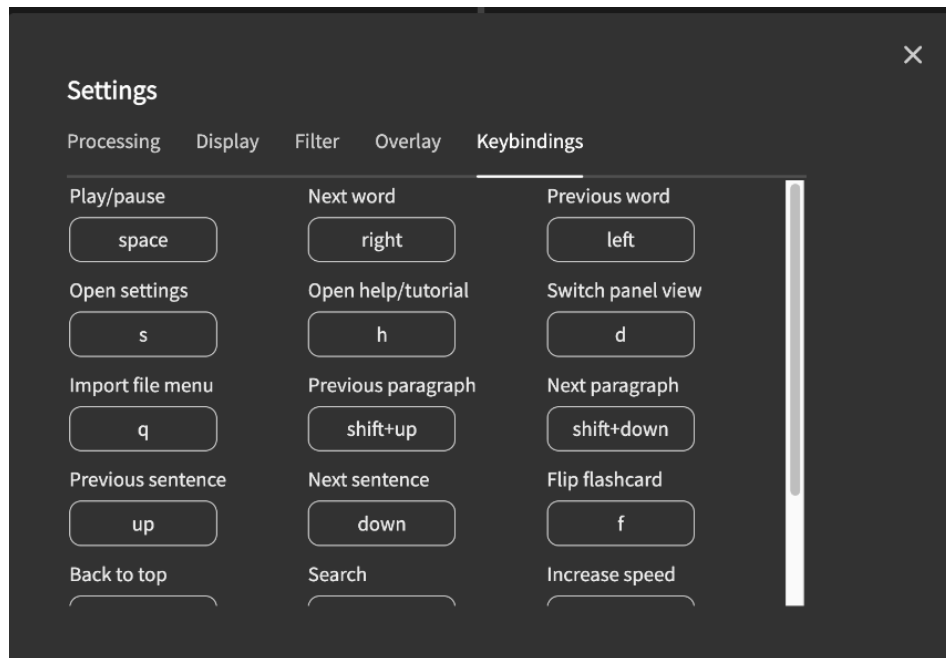 Settings
Processing Display Filter Overlay Keybindings
Play/pause Next word Previous word
space right left
Open settings Open help/tutorial Switch panel view
s h d
Import file menu Previous paragraph Next paragraph
q shift+up shift+down
Previous sentence Next sentence Flip flashcard
up down f
Back to top Search Increase speed